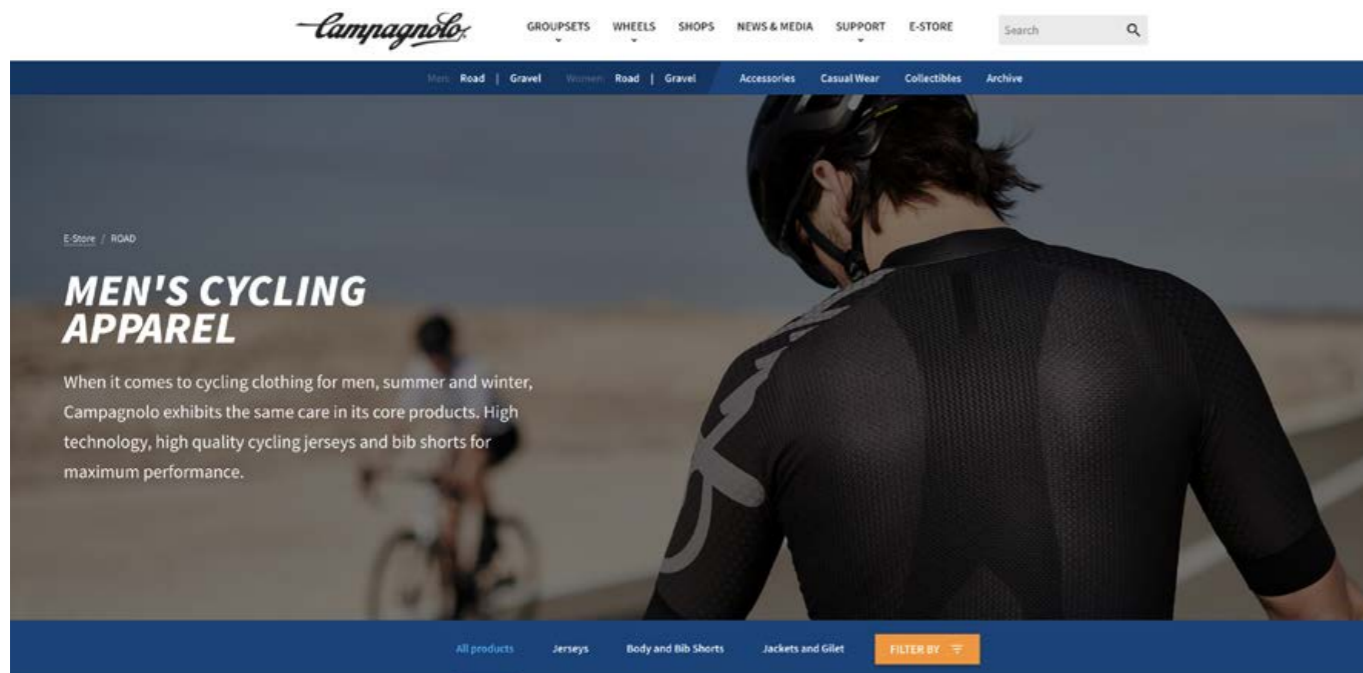 Campagnolo
GROUPSETS WHEELS SHOPS NEWS & MEDIA SUPPORT E-STORE Search
Men: Road | Gravel Women: Road | Gravel Accessories Casual Wear Collectibles Archive
E-Store / ROAD
MEN'S CYCLING
APPAREL
When it comes to cycling clothing for men, summer and winter,
Campagnolo exhibits the same care in its core products. High
technology, high quality cycling jerseys and bib shorts for
maximum performance.
All products Jerseys Body and Bib Shorts Jackets and Gilet FILTER BY